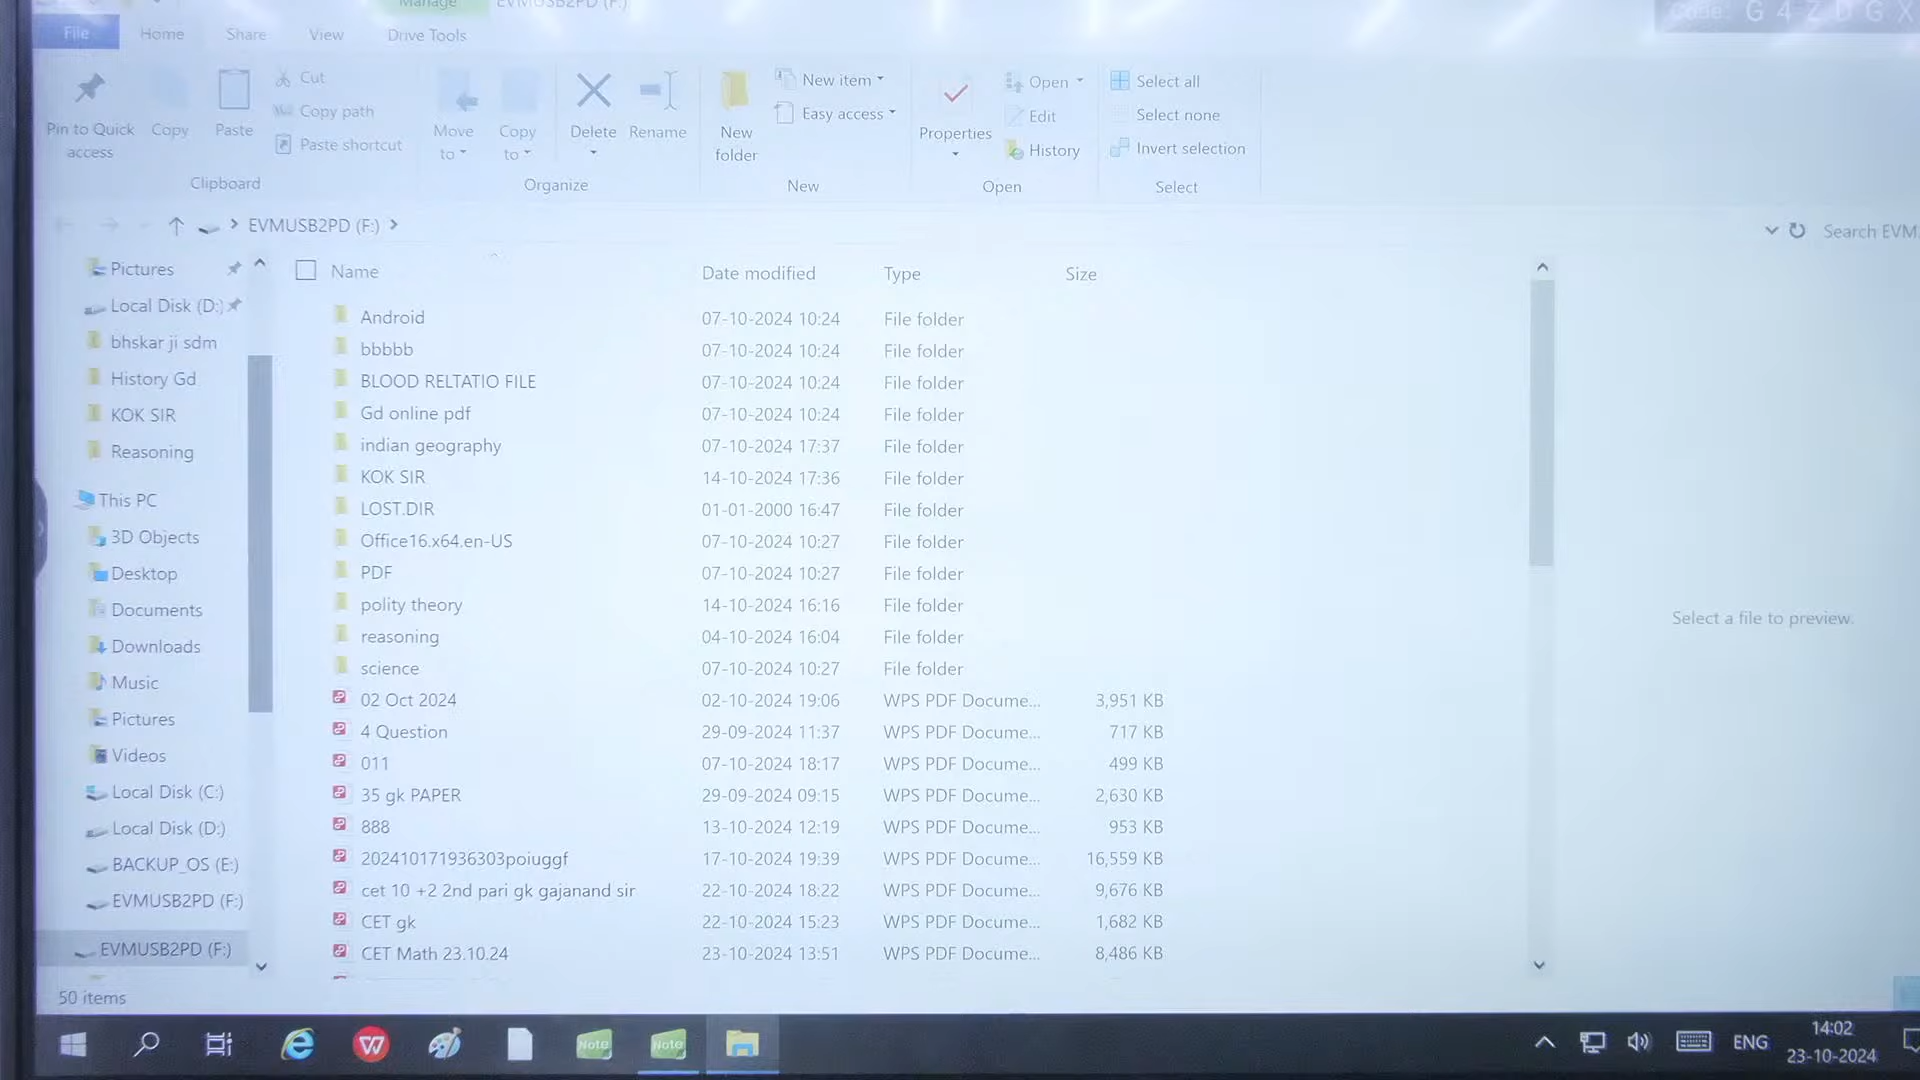 Manage EVMUSB2PD (F:)
Code: G4ZDGX
File Home Share View Drive Tools
Pin to Quick access
Copy
Paste
Cut
Copy path
Paste shortcut
Clipboard
Move to
Copy to
Delete
Rename
Organize
New folder
New item
Easy access
New
Properties
Open
Edit
History
Open
Select all
Select none
Invert selection
Select
EVMUSB2PD (F:)
Search EVM
Pictures
Local Disk (D:)
bhskar ji sdm
History Gd
KOK SIR
Reasoning
This PC
3D Objects
Desktop
Documents
Downloads
Music
Pictures
Videos
Local Disk (C:)
Local Disk (D:)
BACKUP_OS (E:)
EVMUSB2PD (F:)
EVMUSB2PD (F:)
Name Date modified Type Size
Android 07-10-2024 10:24 File folder
bbbbb 07-10-2024 10:24 File folder
BLOOD RELTATIO FILE 07-10-2024 10:24 File folder
Gd online pdf 07-10-2024 10:24 File folder
indian geography 07-10-2024 17:37 File folder
KOK SIR 14-10-2024 17:36 File folder
LOST.DIR 01-01-2000 16:47 File folder
Office16.x64.en-US 07-10-2024 10:27 File folder
PDF 07-10-2024 10:27 File folder
polity theory 14-10-2024 16:16 File folder
reasoning 04-10-2024 16:04 File folder
science 07-10-2024 10:27 File folder
02 Oct 2024 02-10-2024 19:06 WPS PDF Docume... 3,951 KB
4 Question 29-09-2024 11:37 WPS PDF Docume... 717 KB
011 07-10-2024 18:17 WPS PDF Docume... 499 KB
35 gk PAPER 29-09-2024 09:15 WPS PDF Docume... 2,630 KB
888 13-10-2024 12:19 WPS PDF Docume... 953 KB
202410171936303poiuggf 17-10-2024 19:39 WPS PDF Docume... 16,559 KB
cet 10 +2 2nd pari gk gajanand sir 22-10-2024 18:22 WPS PDF Docume... 9,676 KB
CET gk 22-10-2024 15:23 WPS PDF Docume... 1,682 KB
CET Math 23.10.24 23-10-2024 13:51 WPS PDF Docume... 8,486 KB
Select a file to preview.
50 items
Note
Note
ENG
14:02
23-10-2024